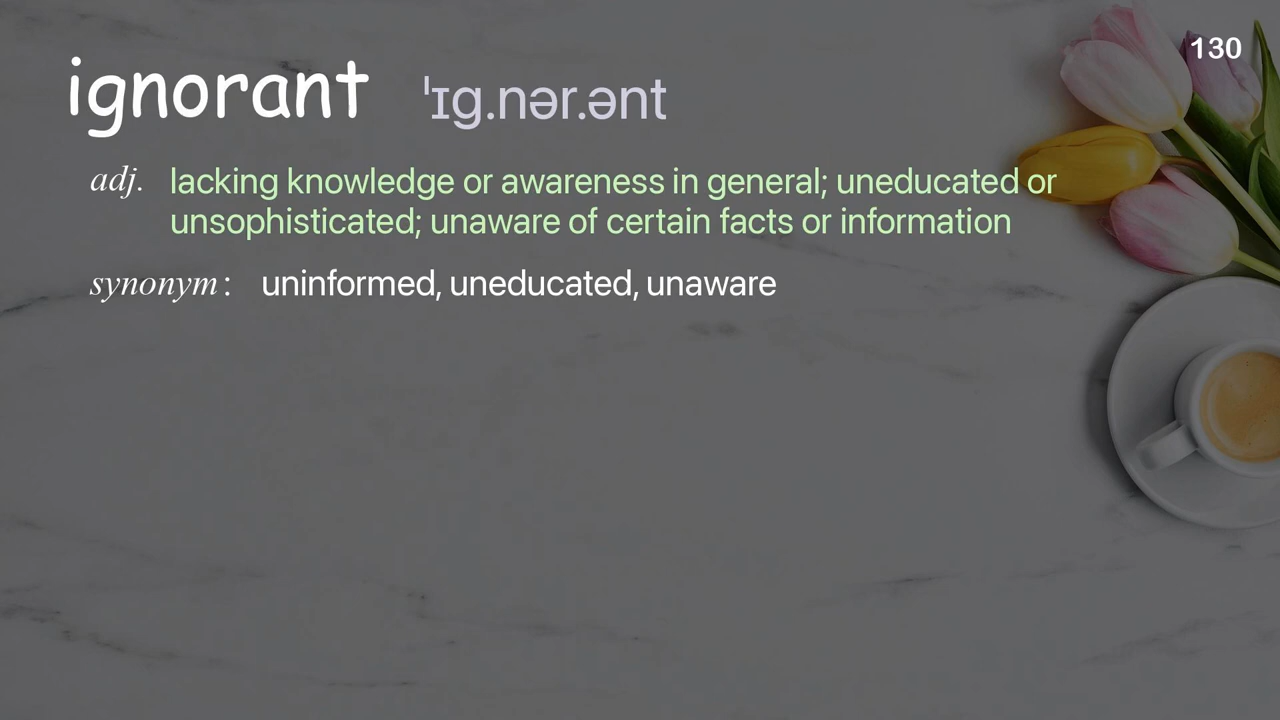 130
ignorant ˈɪg.nər.ənt
adj. lacking knowledge or awareness in general; uneducated or
unsophisticated; unaware of certain facts or information
synonym : uninformed, uneducated, unaware